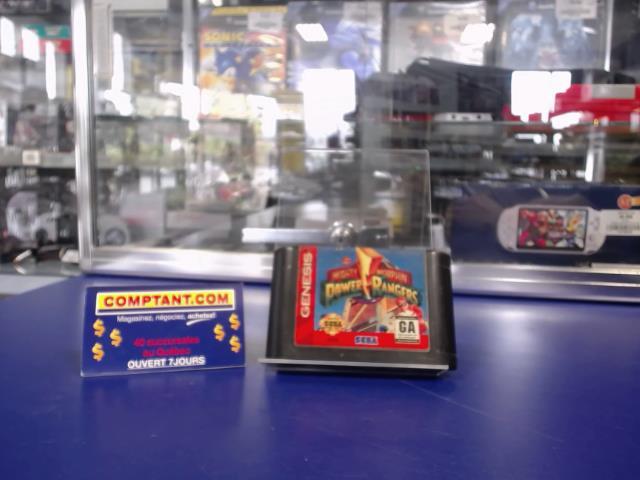 SONIC
COMPTANT.COM
Magasinez, négociez, achetez!
40 succursales
au Québec
OUVERT 7JOURS
GENESIS
MIGHTY MORPHIN
POWER RANGERS
SEGA
GA
SEGA